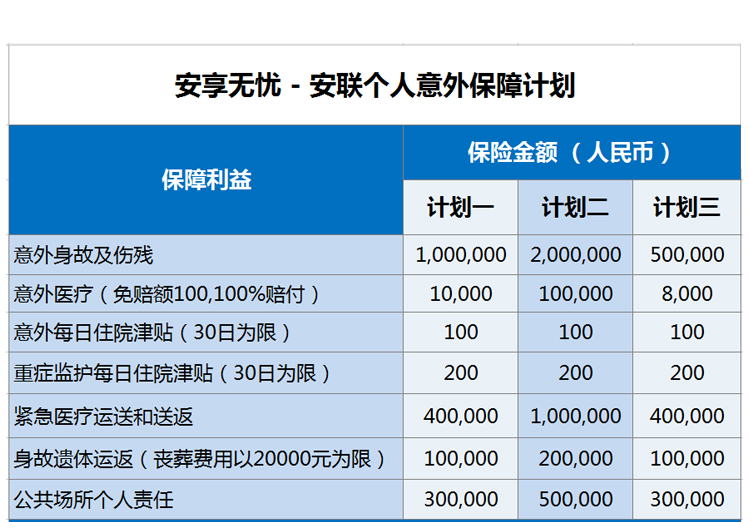 安享无忧 - 安联个人意外保障计划
保障利益 保险金额 （人民币）
计划一 计划二 计划三
意外身故及伤残 1,000,000 2,000,000 500,000
意外医疗（免赔额100,100%赔付） 10,000 100,000 8,000
意外每日住院津贴（30日为限） 100 100 100
重症监护每日住院津贴（30日为限） 200 200 200
紧急医疗运送和送返 400,000 1,000,000 400,000
身故遗体运返（丧葬费用以20000元为限） 100,000 200,000 100,000
公共场所个人责任 300,000 500,000 300,000